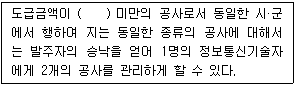 도급금액이 (    )미만의 공사로서 동일한 시·군
에서 행하여 지는 동일한 종류의 공사에 대해서
는 발주자의 승낙을 얻어 1명의 정보통신기술자
에게 2개의 공사를 관리하게 할 수 있다.